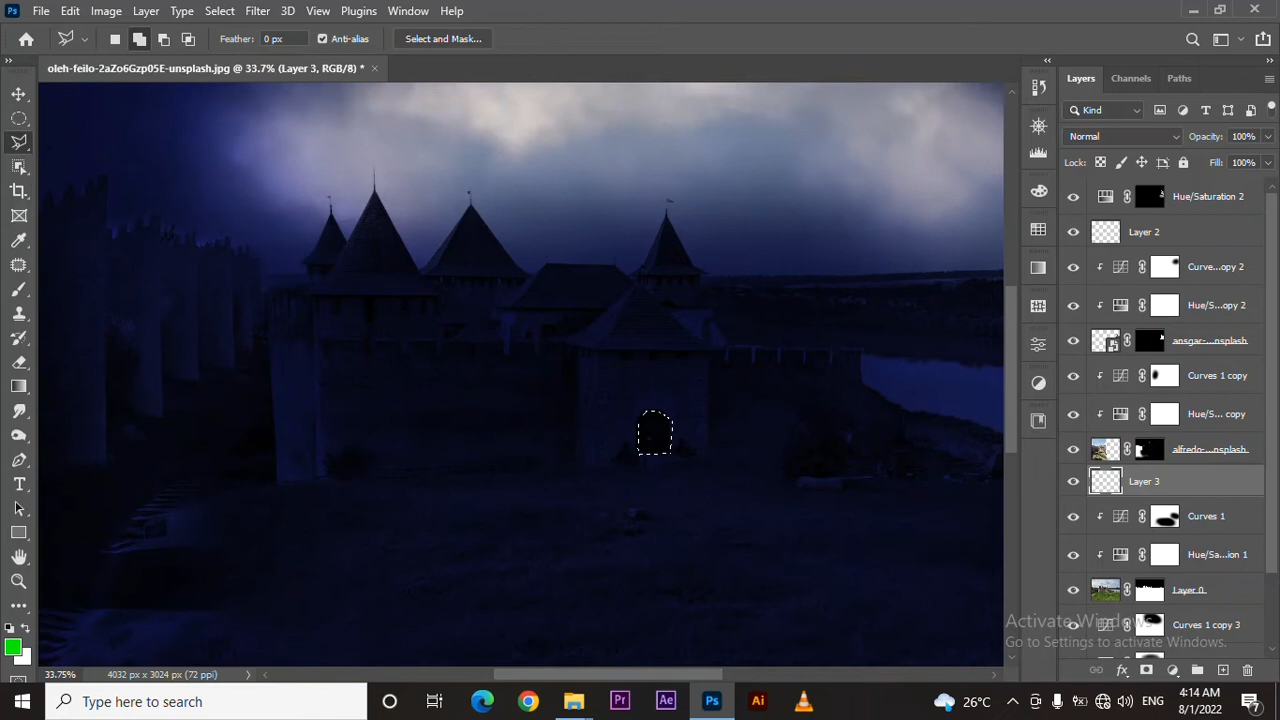 File Edit Image Layer Type Select Filter 3D View Plugins Window Help
Feather: 0 px Anti-alias Select and Mask...
oleh-feilo-2aZo6Gzp05E-unsplash.jpg @ 33.7% (Layer 3, RGB/8) *
Layers Channels Paths
Kind
Normal Opacity: 100%
Lock: Fill: 100%
Hue/Saturation 2
Layer 2
Curve...opy 2
Hue/S...opy 2
ansgar-...nsplash
Curves 1 copy
Hue/S... copy
alfredo-...nsplash
Layer 3
Curves 1
Hue/Sa...ion 1
Layer 0
Curves 1 copy 3
Activate Windows
Go to Settings to activate Windows.
33.75% 4032 px x 3024 px (72 ppi)
Type here to search
Pr Ae Ps Ai
26°C ENG 4:14 AM
8/1/2022
7